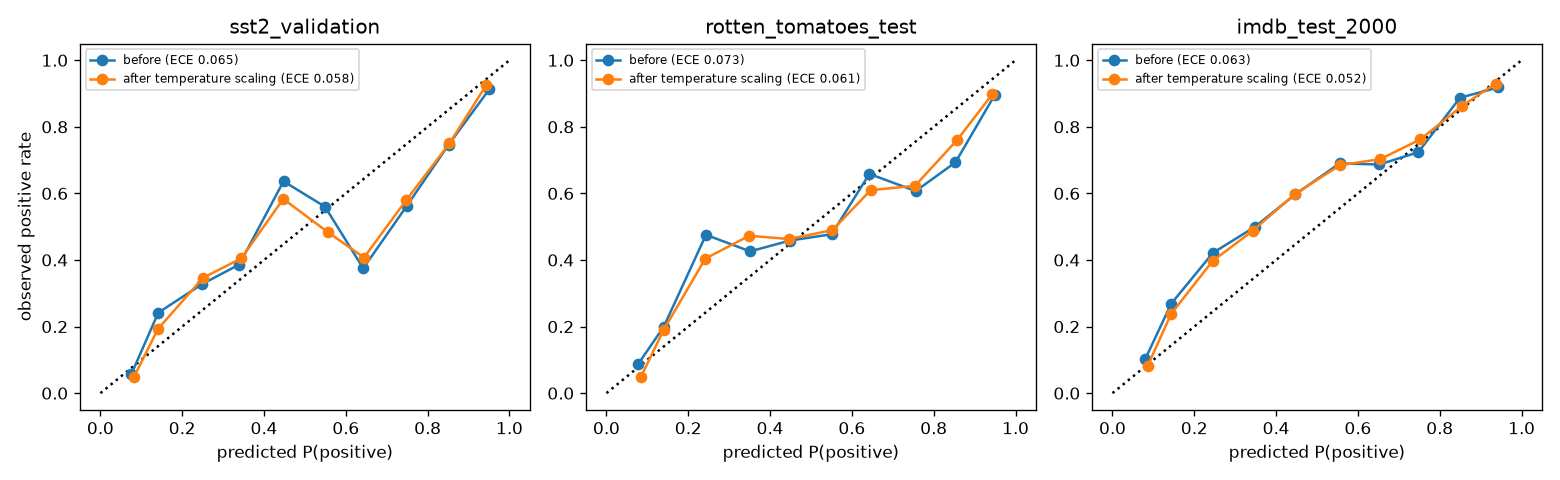 sst2_validation
before (ECE 0.065)
after temperature scaling (ECE 0.058)
observed positive rate
1.0
0.8
0.6
0.4
0.2
0.0
0.0 0.2 0.4 0.6 0.8 1.0
predicted P(positive)
rotten_tomatoes_test
before (ECE 0.073)
after temperature scaling (ECE 0.061)
1.0
0.8
0.6
0.4
0.2
0.0
0.0 0.2 0.4 0.6 0.8 1.0
predicted P(positive)
imdb_test_2000
before (ECE 0.063)
after temperature scaling (ECE 0.052)
1.0
0.8
0.6
0.4
0.2
0.0
0.0 0.2 0.4 0.6 0.8 1.0
predicted P(positive)